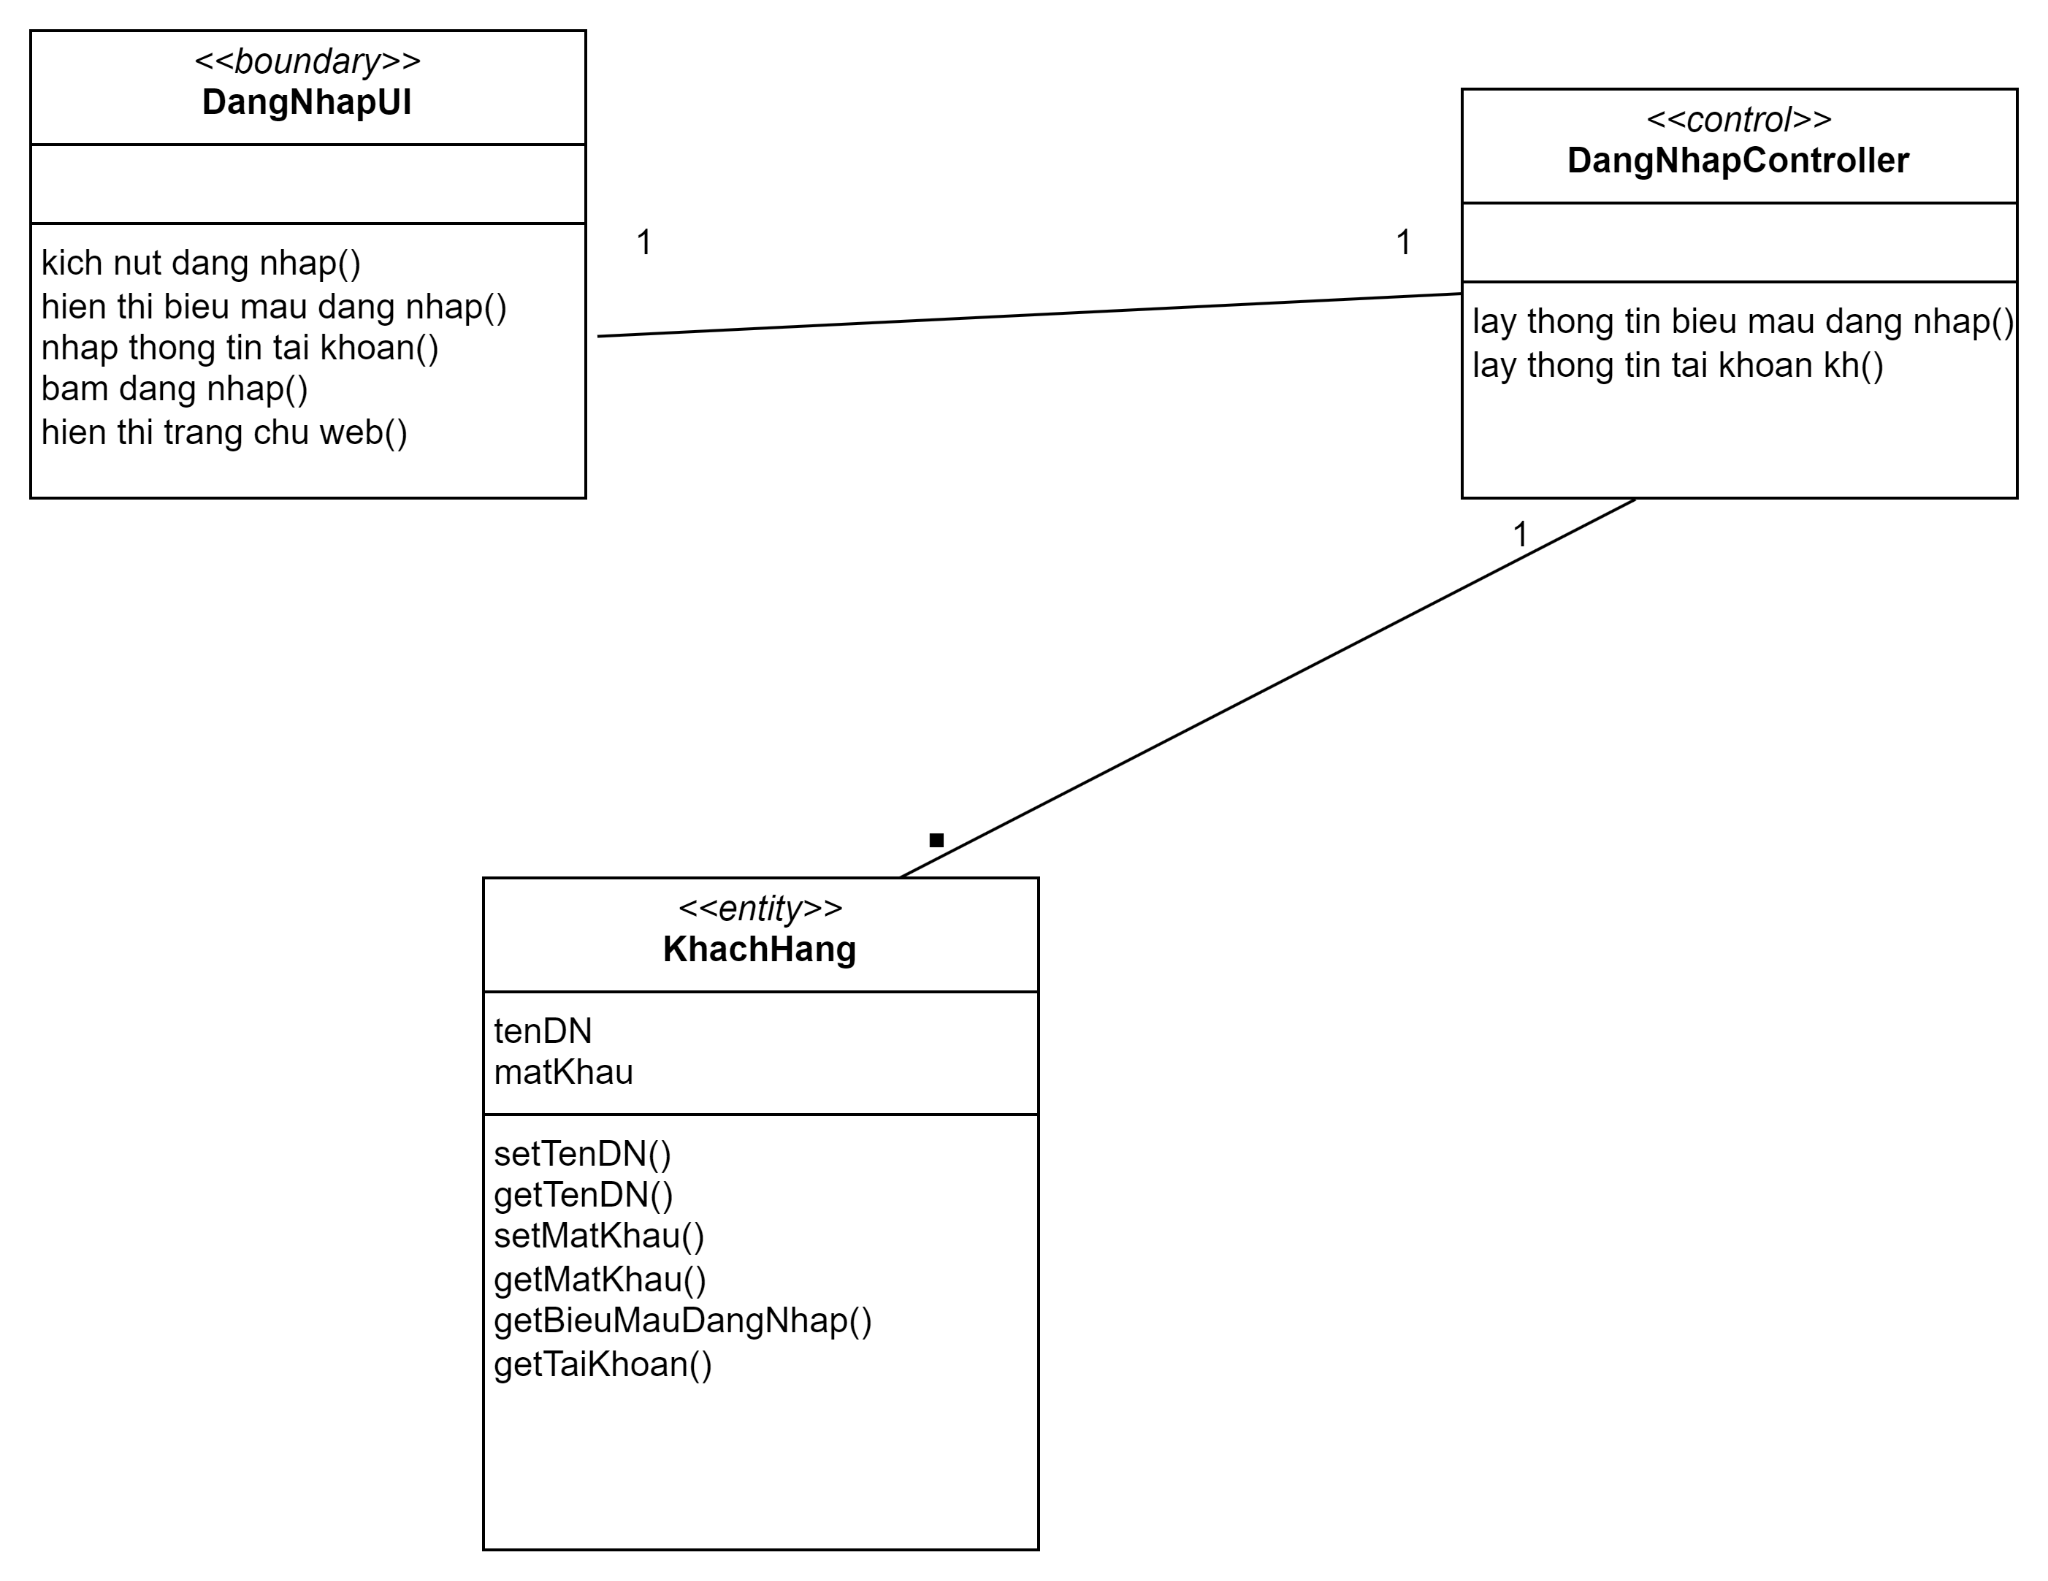 <<boundary>>
DangNhapUI
kich nut dang nhap()
hien thi bieu mau dang nhap()
nhap thong tin tai khoan()
bam dang nhap()
hien thi trang chu web()
1
1
<<control>>
DangNhapController
lay thong tin bieu mau dang nhap()
lay thong tin tai khoan kh()
1
<<entity>>
KhachHang
tenDN
matKhau
setTenDN()
getTenDN()
setMatKhau()
getMatKhau()
getBieuMauDangNhap()
getTaiKhoan()